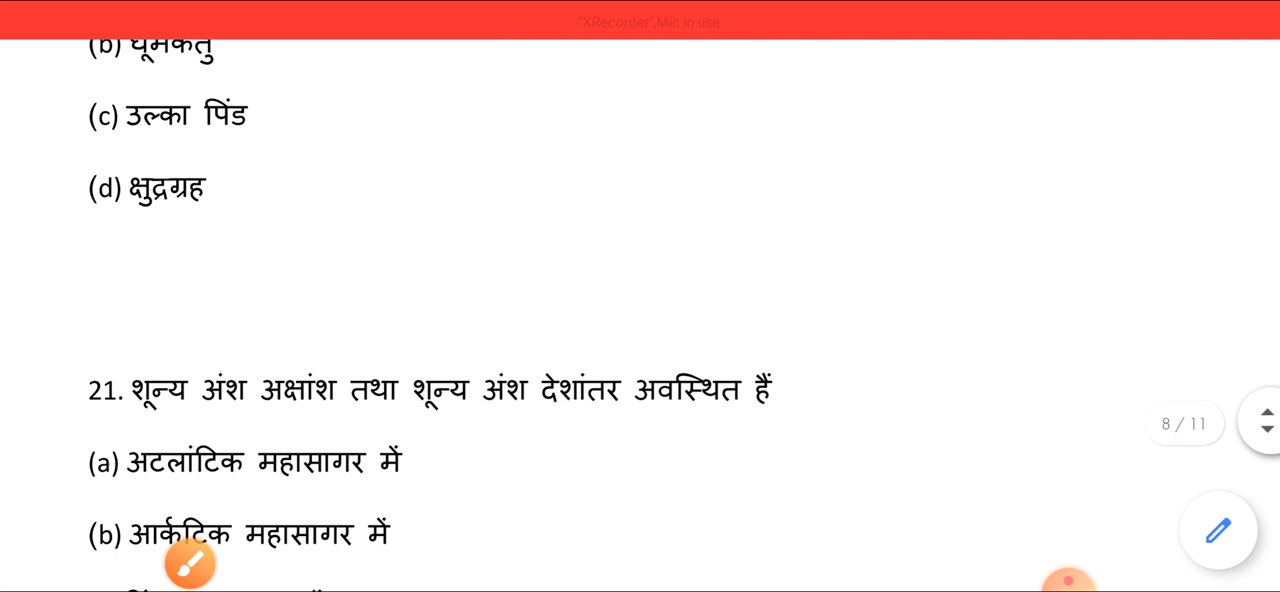 "XRecorder",Mic in use
(b) धूमकेतु
(c) उल्का पिंड
(d) क्षुद्रग्रह
21. शून्य अंश अक्षांश तथा शून्य अंश देशांतर अवस्थित हैं
8 / 11
(a) अटलांटिक महासागर में
(b) आर्कटिक महासागर में